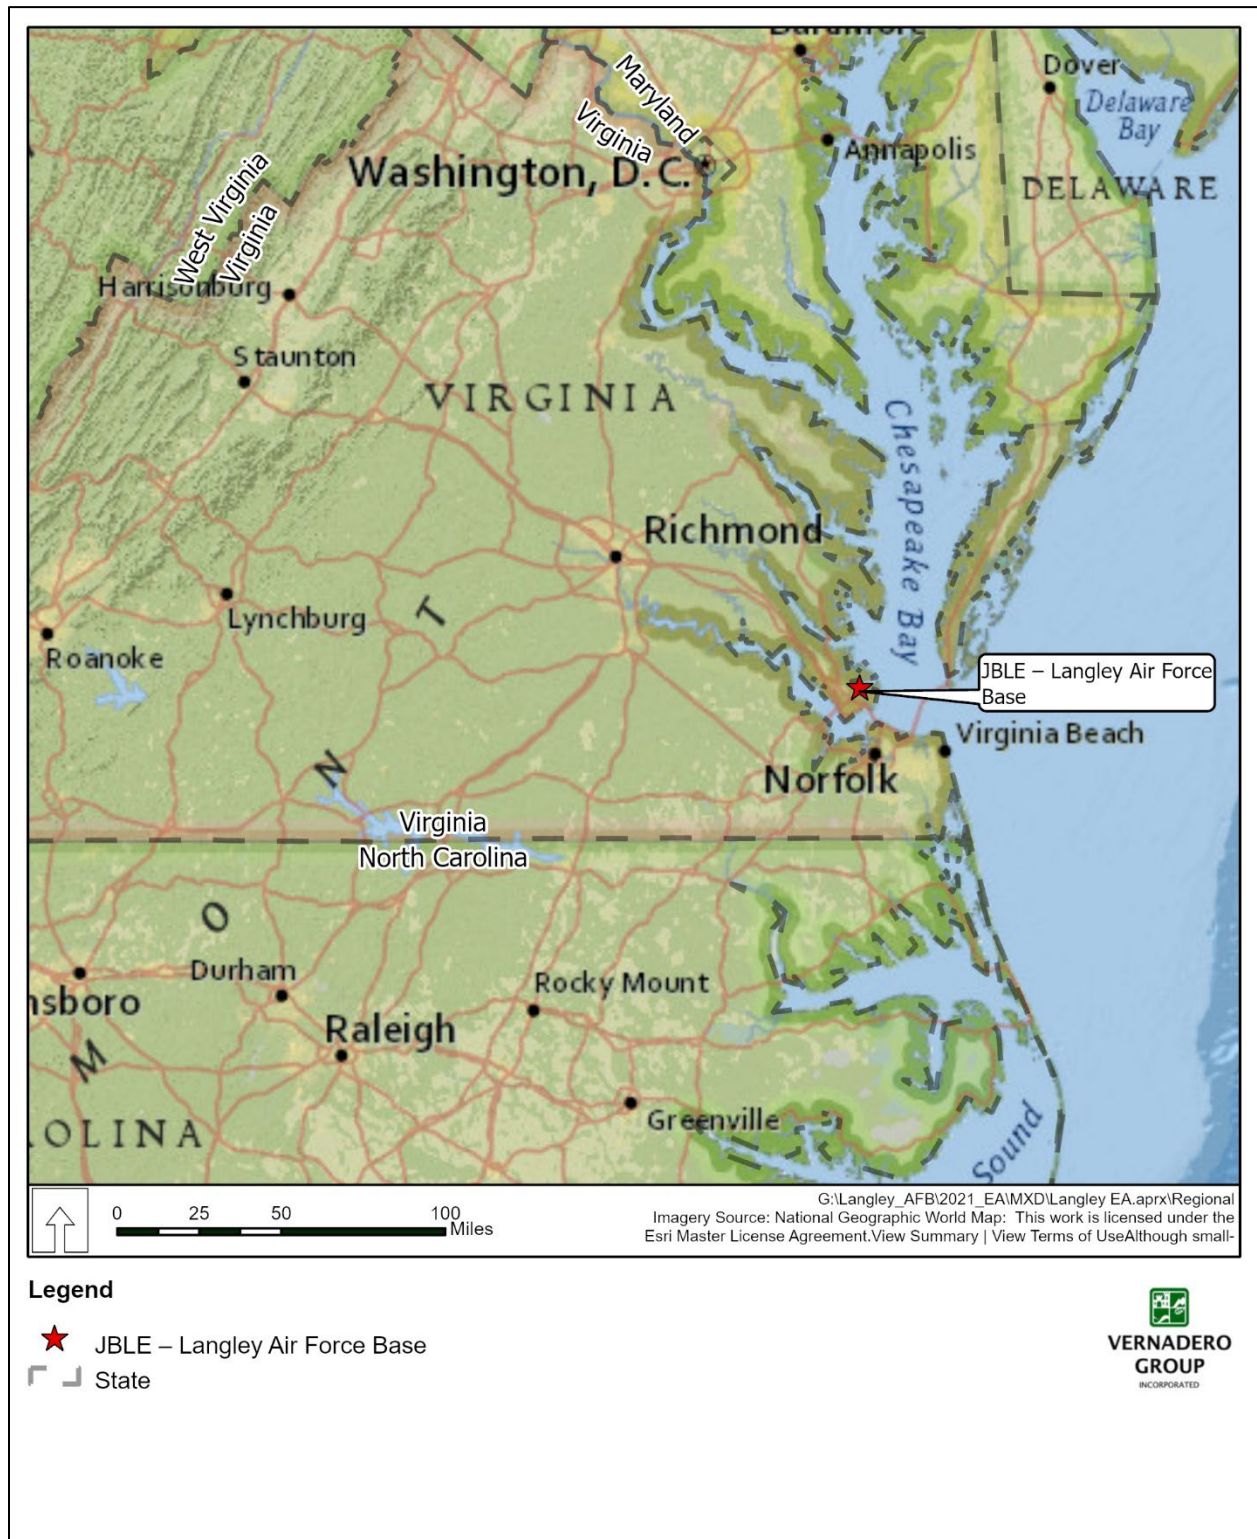 Dover
Delaware
Bay
Maryland
Virginia
Annapolis
Washington, D.C.
DELAWARE
West Virginia
Virginia
Harrisonburg
Staunton
VIRGINIA
Chesapeake Bay
Richmond
Lynchburg
T
Roanoke
JBLE – Langley Air Force
Base
Virginia Beach
N
Norfolk
Virginia
North Carolina
O
Durham
Rocky Mount
nsboro
Raleigh
M
Greenville
OLINA
Sound
0 25 50 100
Miles
G:\Langley_AFB\2021_EA\MXD\Langley EA.aprx\Regional
Imagery Source: National Geographic World Map: This work is licensed under the
Esri Master License Agreement.View Summary | View Terms of UseAlthough small-
Legend
JBLE – Langley Air Force Base
State
VERNADERO
GROUP
INCORPORATED